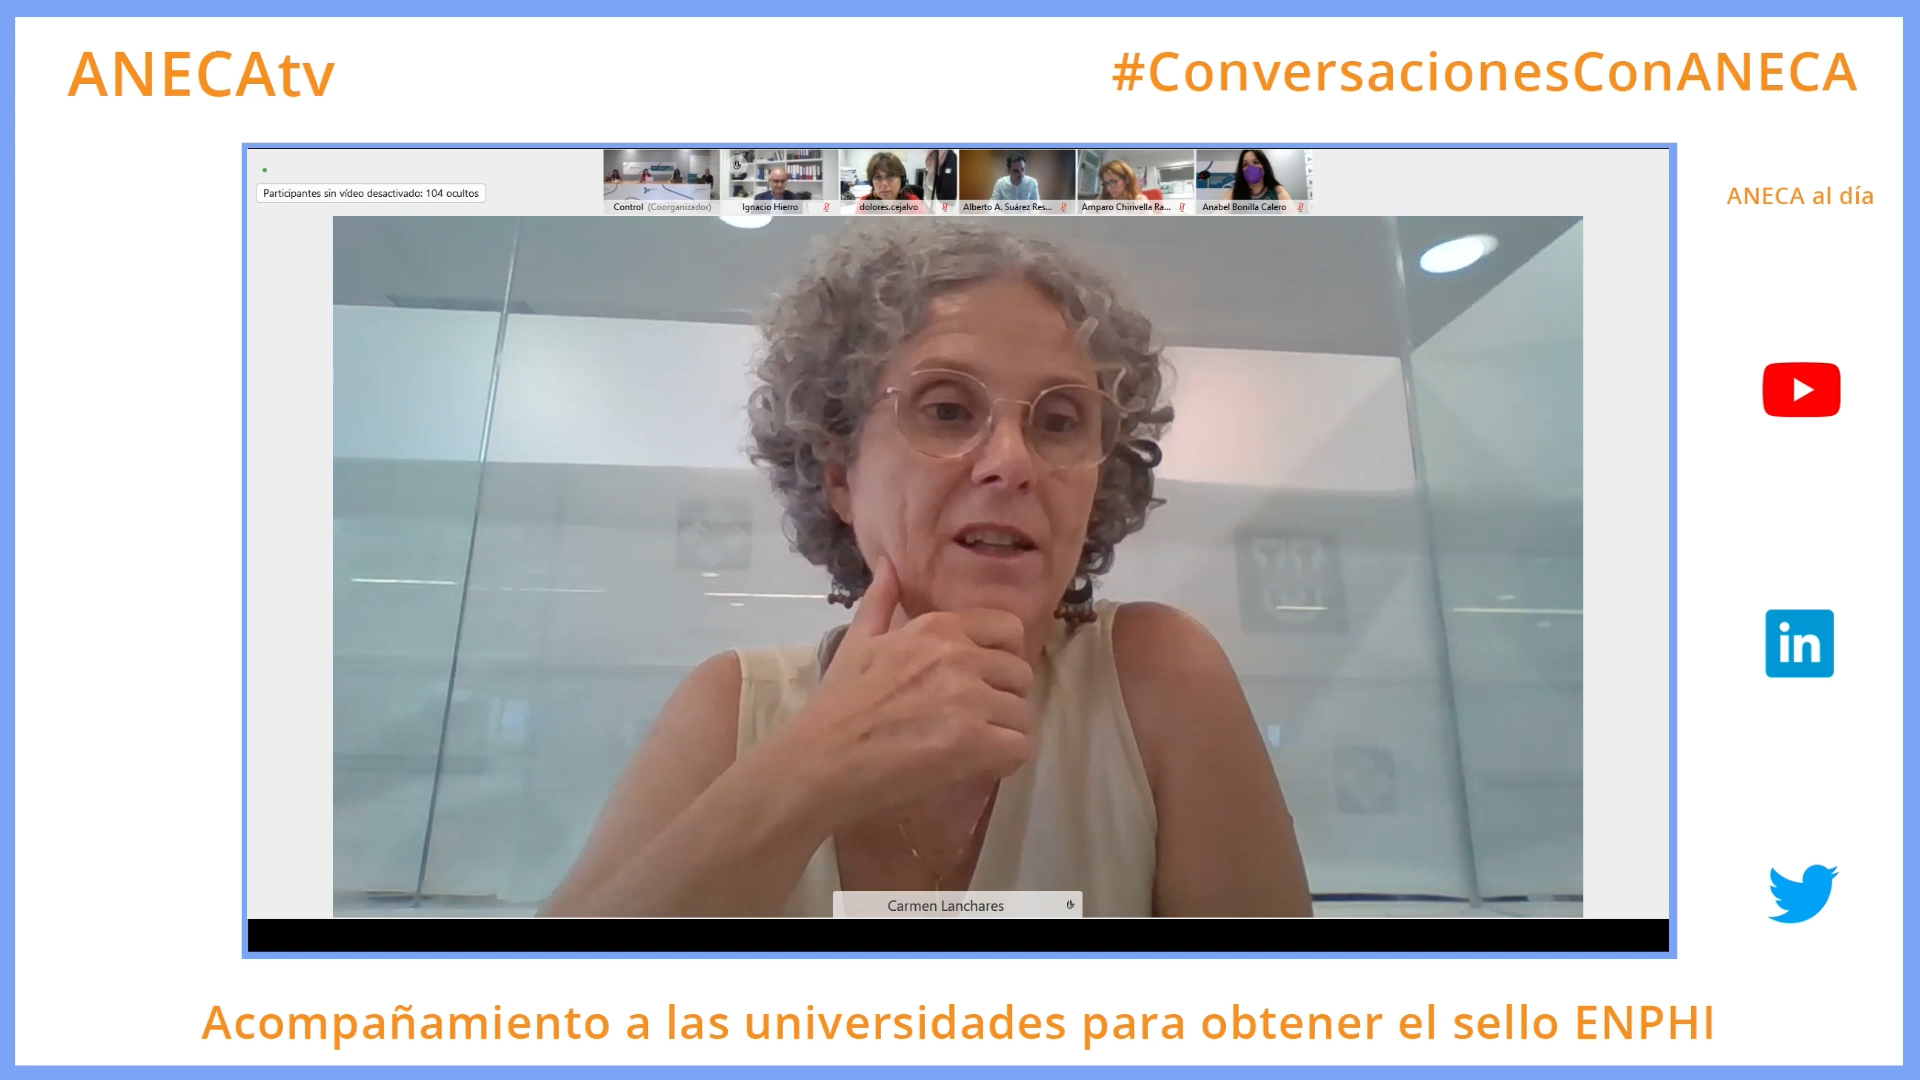 ANECAtv
#ConversacionesConANECA
Participantes sin vídeo desactivado: 104 ocultos
Control (Coorganizador)
Ignacio Hierro
dolores.cejalvo
Alberto A. Suárez Res...
Amparo Chirivella Ra...
Anabel Bonilla Calero
ANECA al día
in
Carmen Lanchares
Acompañamiento a las universidades para obtener el sello ENPHI